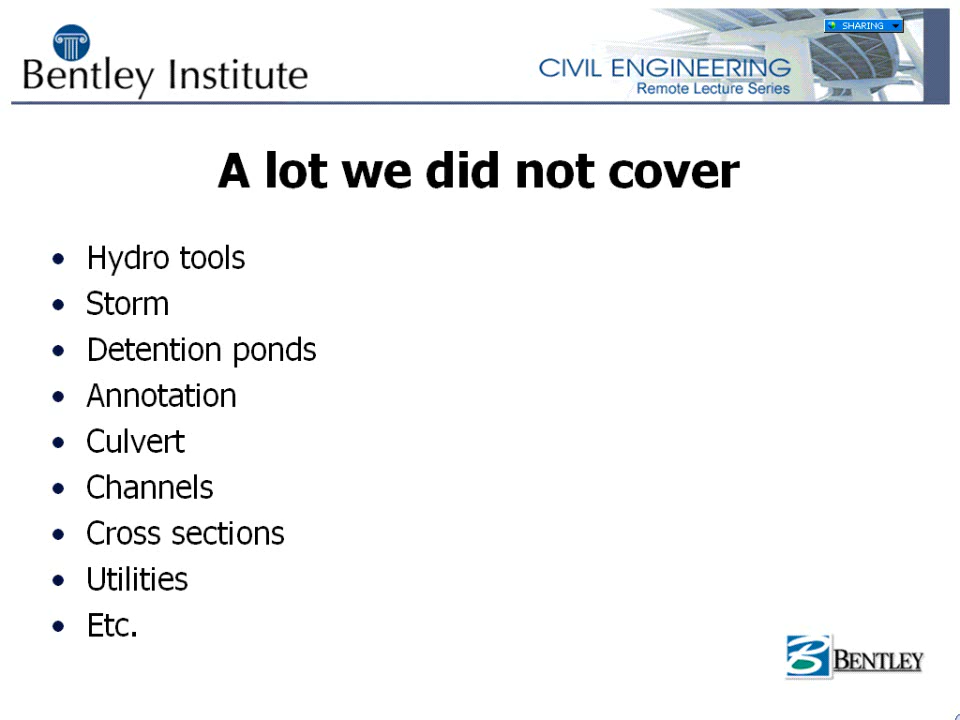 SHARING
Bentley Institute
CIVIL ENGINEERING
Remote Lecture Series
A lot we did not cover
• Hydro tools
• Storm
• Detention ponds
• Annotation
• Culvert
• Channels
• Cross sections
• Utilities
• Etc.
BENTLEY